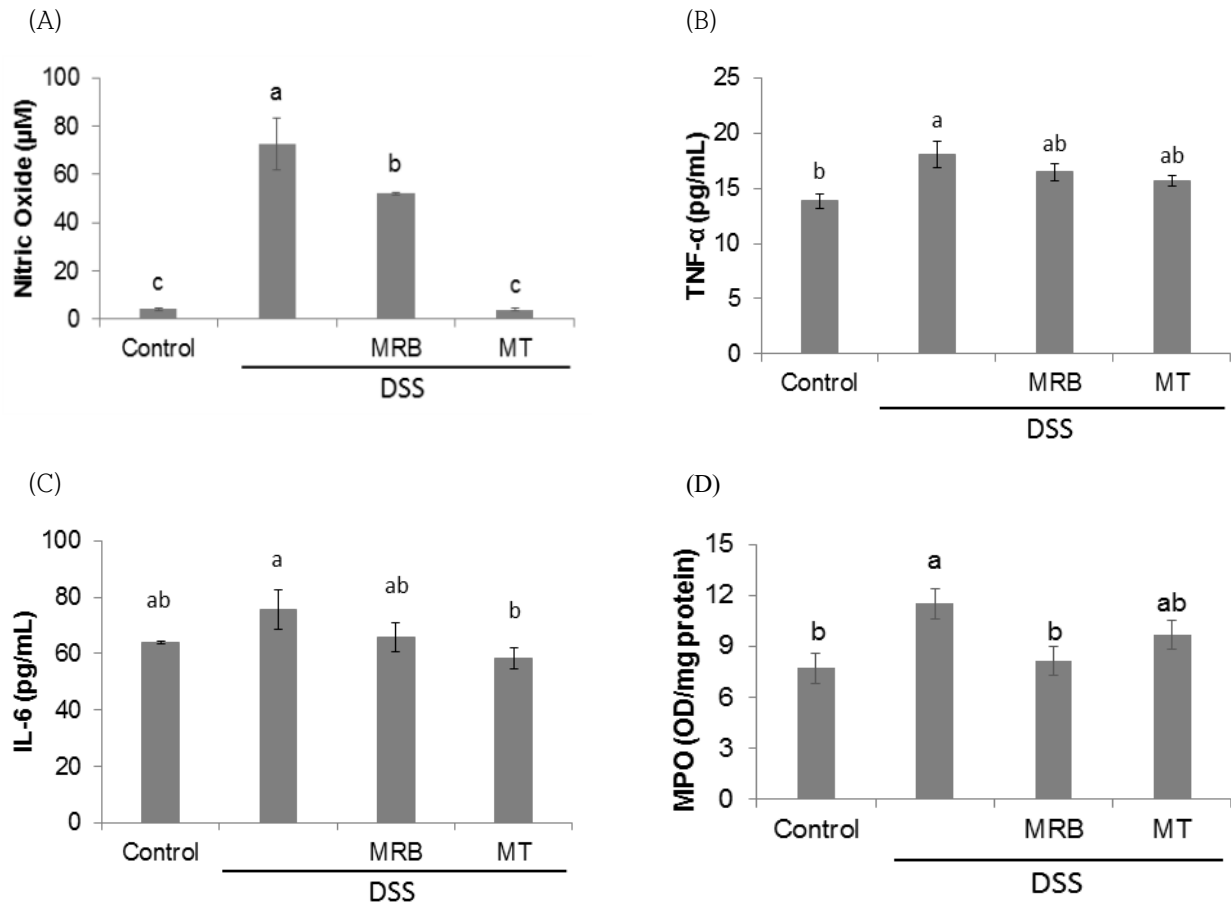 (A)
100
80
60
40
20
0
Nitric Oxide (µM)
c
a
b
c
Control
MRB
MT
DSS
(B)
25
20
15
10
5
0
TNF-α (pg/mL)
b
a
ab
ab
Control
MRB
MT
DSS
(C)
100
80
60
40
20
0
IL-6 (pg/mL)
ab
a
ab
b
Control
MRB
MT
DSS
(D)
15
12
9
6
3
0
MPO (OD/mg protein)
b
a
b
ab
Control
MRB
MT
DSS